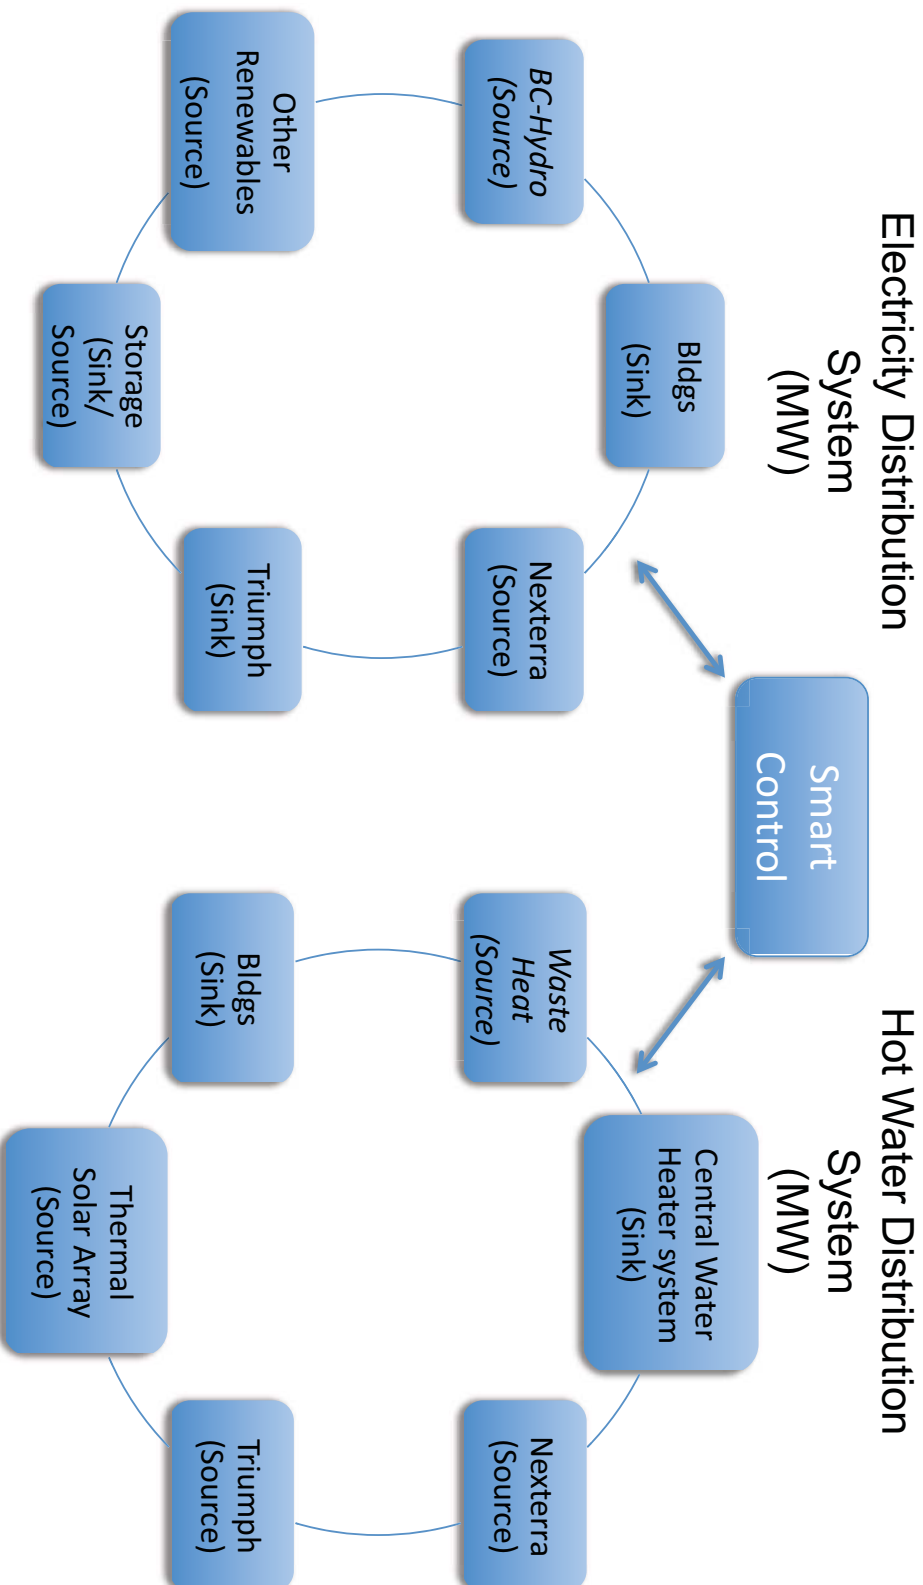 Electricity Distribution
System
(MW)
Smart
Control
Hot Water Distribution
System
(MW)
Bldgs
(Sink)
BC-Hydro
(Source)
Nexterra
(Source)
Other
Renewables
(Source)
Triumph
(Sink)
Storage
(Sink/
Source)
Central Water
Heater system
(Sink)
Waste
Heat
(Source)
Nexterra
(Source)
Bldgs
(Sink)
Triumph
(Source)
Thermal
Solar Array
(Source)